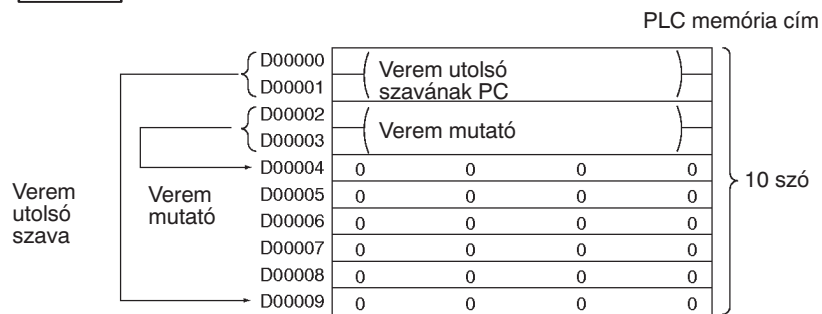 PLC memória cím
D00000
D00001
Verem utolsó
szavának PC
D00002
D00003
Verem mutató
D00004 0 0 0 0
D00005 0 0 0 0
D00006 0 0 0 0
D00007 0 0 0 0
D00008 0 0 0 0
D00009 0 0 0 0
10 szó
Verem
utolsó
szava
Verem
mutató